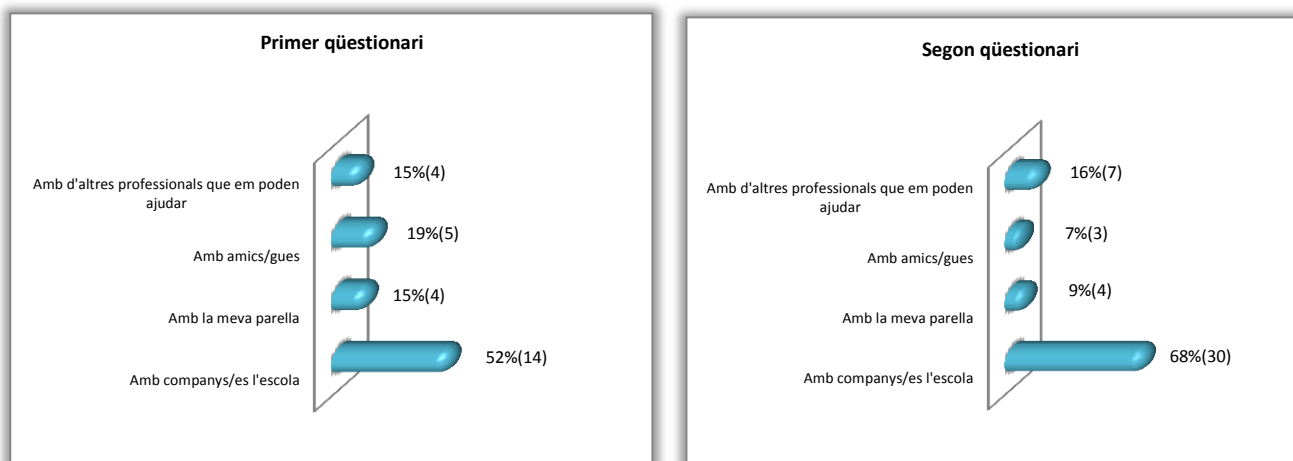 Primer qüestionari
Amb d'altres professionals que em poden
ajudar
15%(4)
Amb amics/gues
19%(5)
Amb la meva parella
15%(4)
Amb companys/es l'escola
52%(14)
Segon qüestionari
Amb d'altres professionals que em poden
ajudar
16%(7)
Amb amics/gues
7%(3)
Amb la meva parella
9%(4)
Amb companys/es l'escola
68%(30)